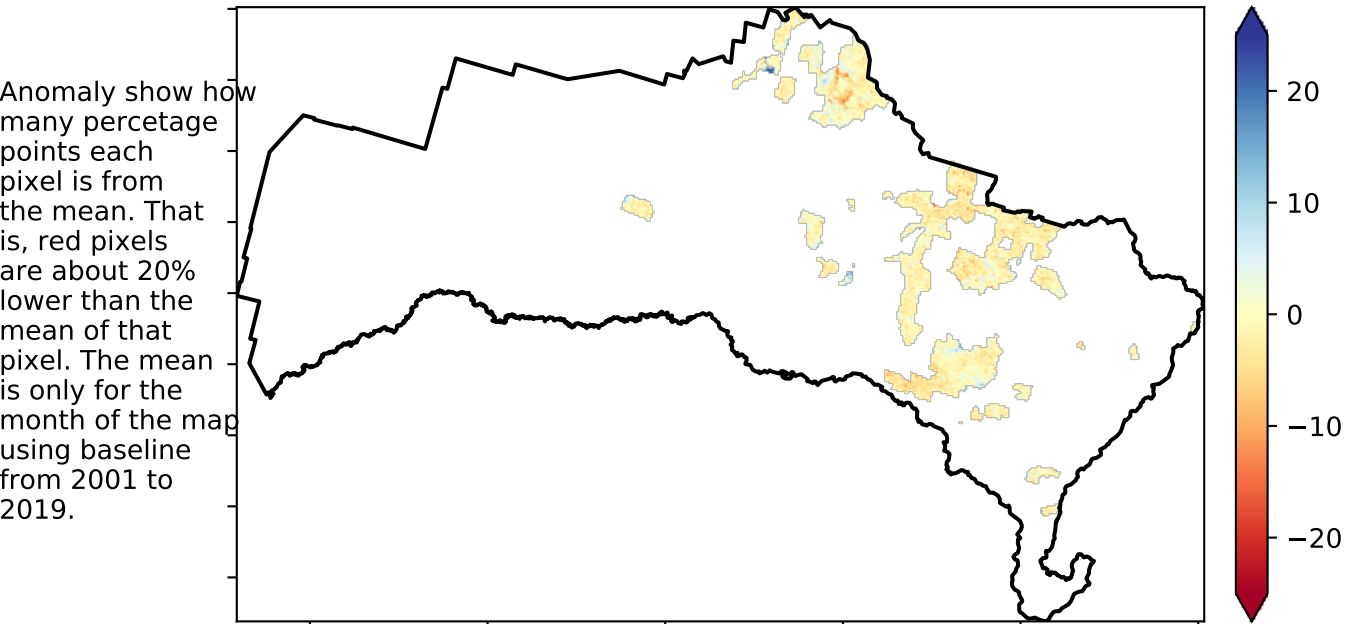 Anomaly show how
many percetage
points each
pixel is from
the mean. That
is, red pixels
are about 20%
lower than the
mean of that
pixel. The mean
is only for the
month of the map
using baseline
from 2001 to
2019.
20
10
0
−10
−20